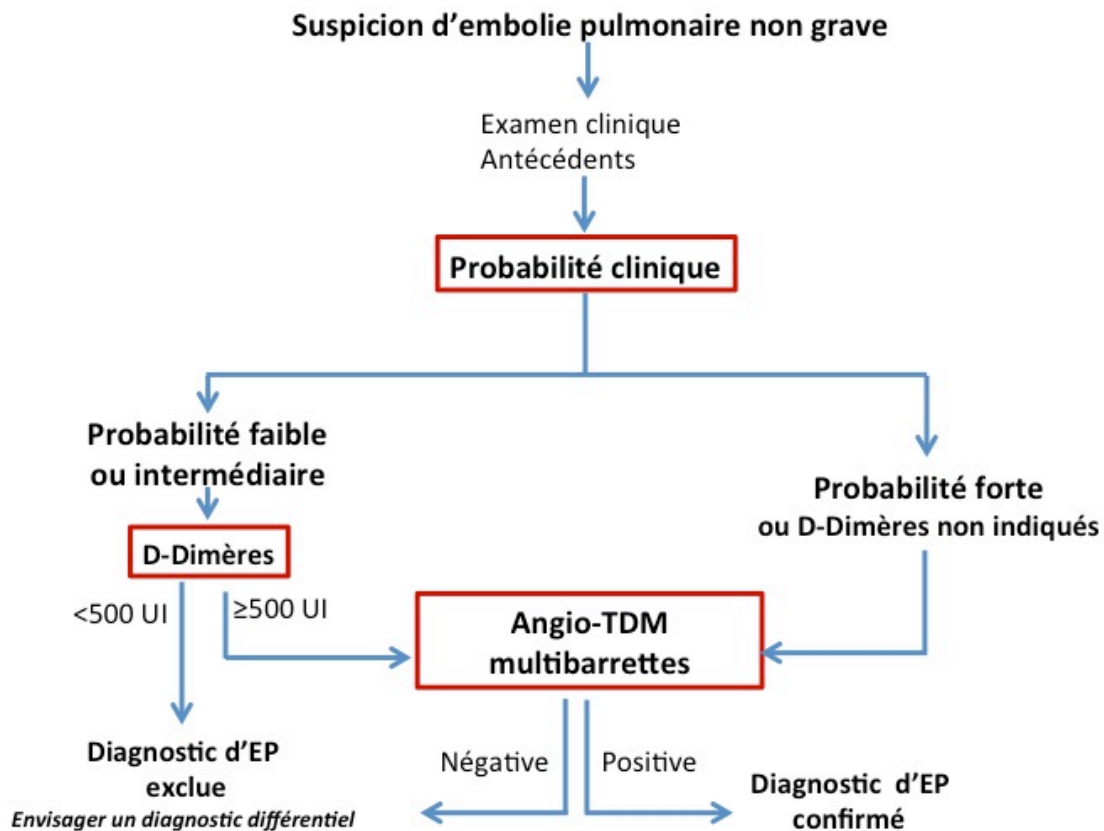 Suspicion d'embolie pulmonaire non grave
Examen clinique
Antécédents
Probabilité clinique
Probabilité faible
ou intermédiaire
Probabilité forte
ou D-Dimères non indiqués
D-Dimères
<500 UI
≥500 UI
Angio-TDM
multibarrettes
Diagnostic d'EP
exclue
Envisager un diagnostic différentiel
Négative
Positive
Diagnostic d'EP
confirmé